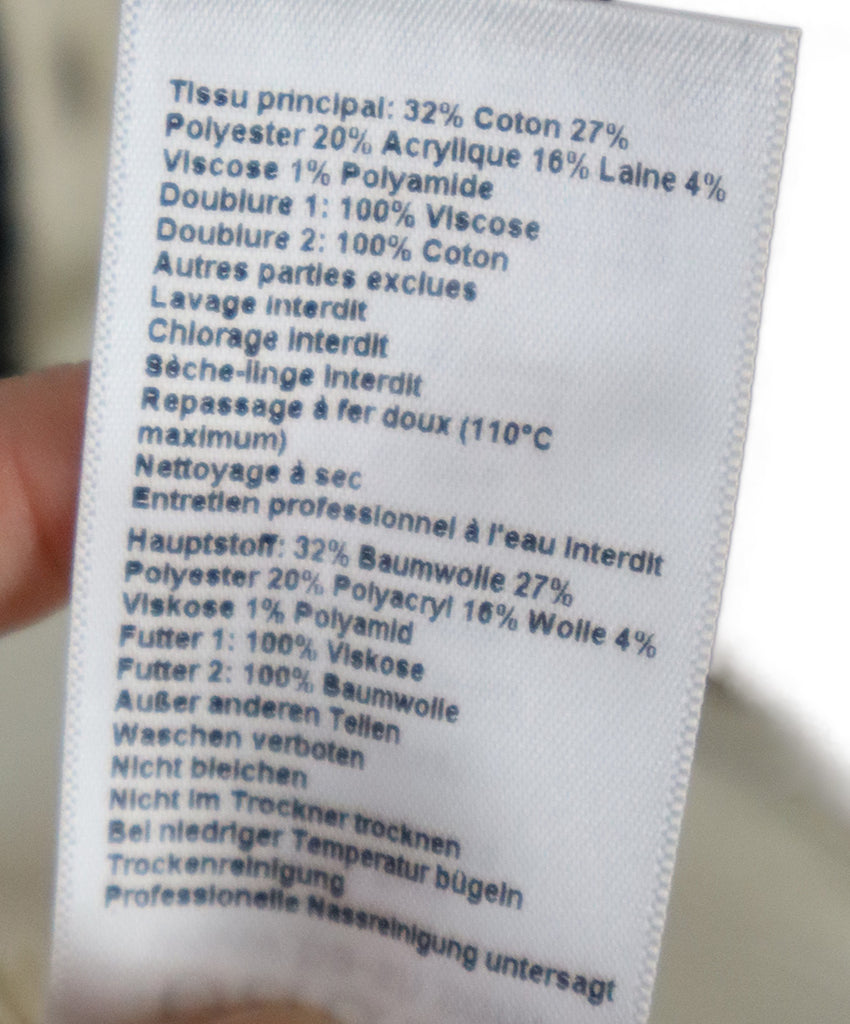 Tissu principal: 32% Coton 27%
Polyester 20% Acrylique 16% Laine 4%
Viscose 1% Polyamide
Doublure 1: 100% Viscose
Doublure 2: 100% Coton
Autres parties exclues
Lavage interdit
Chlorage interdit
Sèche-linge interdit
Repassage à fer doux (110°C
maximum)
Nettoyage à sec
Entretien professionnel à l'eau interdit
Hauptstoff: 32% Baumwolle 27%
Polyester 20% Polyacryl 16% Wolle 4%
Viskose 1% Polyamid
Futter 1: 100% Viskose
Futter 2: 100% Baumwolle
Außer anderen Teilen
Waschen verboten
Nicht bleichen
Nicht im Trockner trocknen
Bei niedriger Temperatur bügeln
Trockenreinigung
Professionelle Nassreinigung untersagt